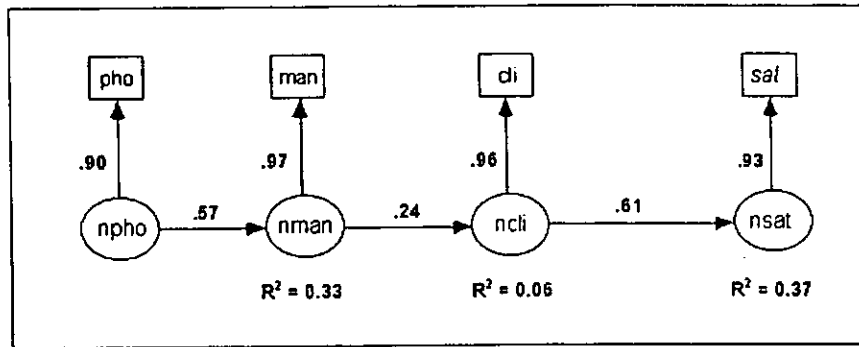 pho man cli sat
.90 .97 .96 .93
npho .57 nman .24 ncli .61 nsat
R² = 0.33 R² = 0.06 R² = 0.37